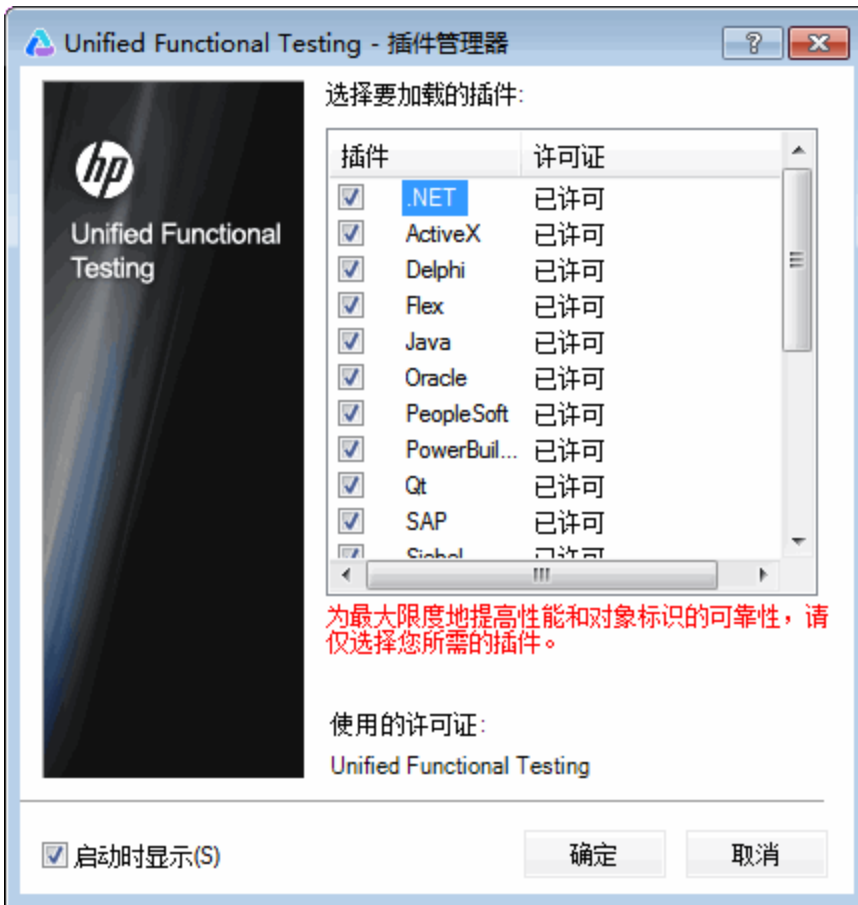 Unified Functional Testing - 插件管理器
?
hp
Unified Functional
Testing
选择要加载的插件:
插件 许可证
.NET 已许可
ActiveX 已许可
Delphi 已许可
Flex 已许可
Java 已许可
Oracle 已许可
PeopleSoft 已许可
PowerBuil... 已许可
Qt 已许可
SAP 已许可
Siebel 已许可
为最大限度地提高性能和对象标识的可靠性，请
仅选择您所需的插件。
使用的许可证:
Unified Functional Testing
启动时显示(S) 确定 取消